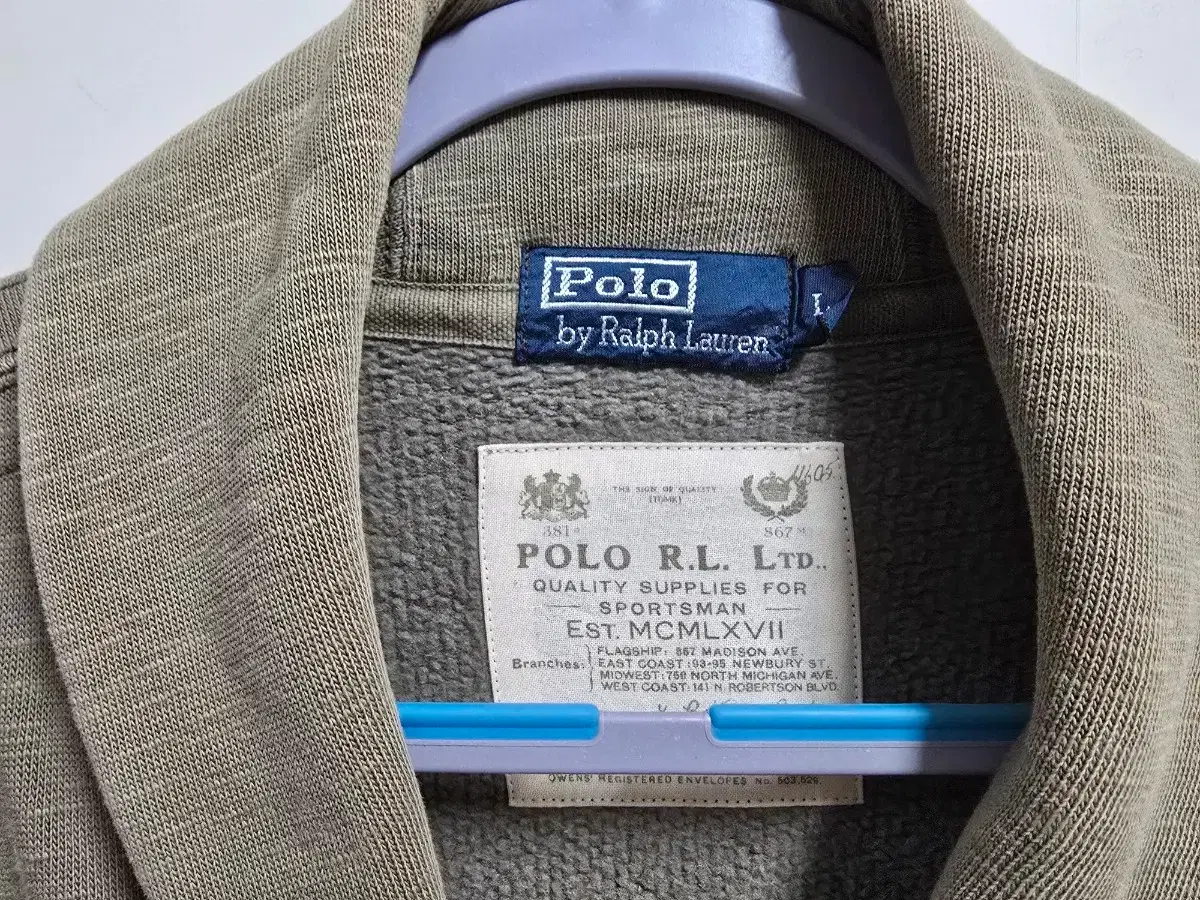 Polo
by Ralph Lauren
L
THE SIGN OF QUALITY
381
867
POLO R.L. LTD..
QUALITY SUPPLIES FOR
SPORTSMAN
EST. MCMLXVII
Branches:
FLAGSHIP: 867 MADISON AVE.
EAST COAST: 93-95 NEWBURY ST.
MIDWEST: 750 NORTH MICHIGAN AVE.
WEST COAST: 141 N ROBERTSON BLVD.
OWENS' REGISTERED ENVELOPES No. 503,526